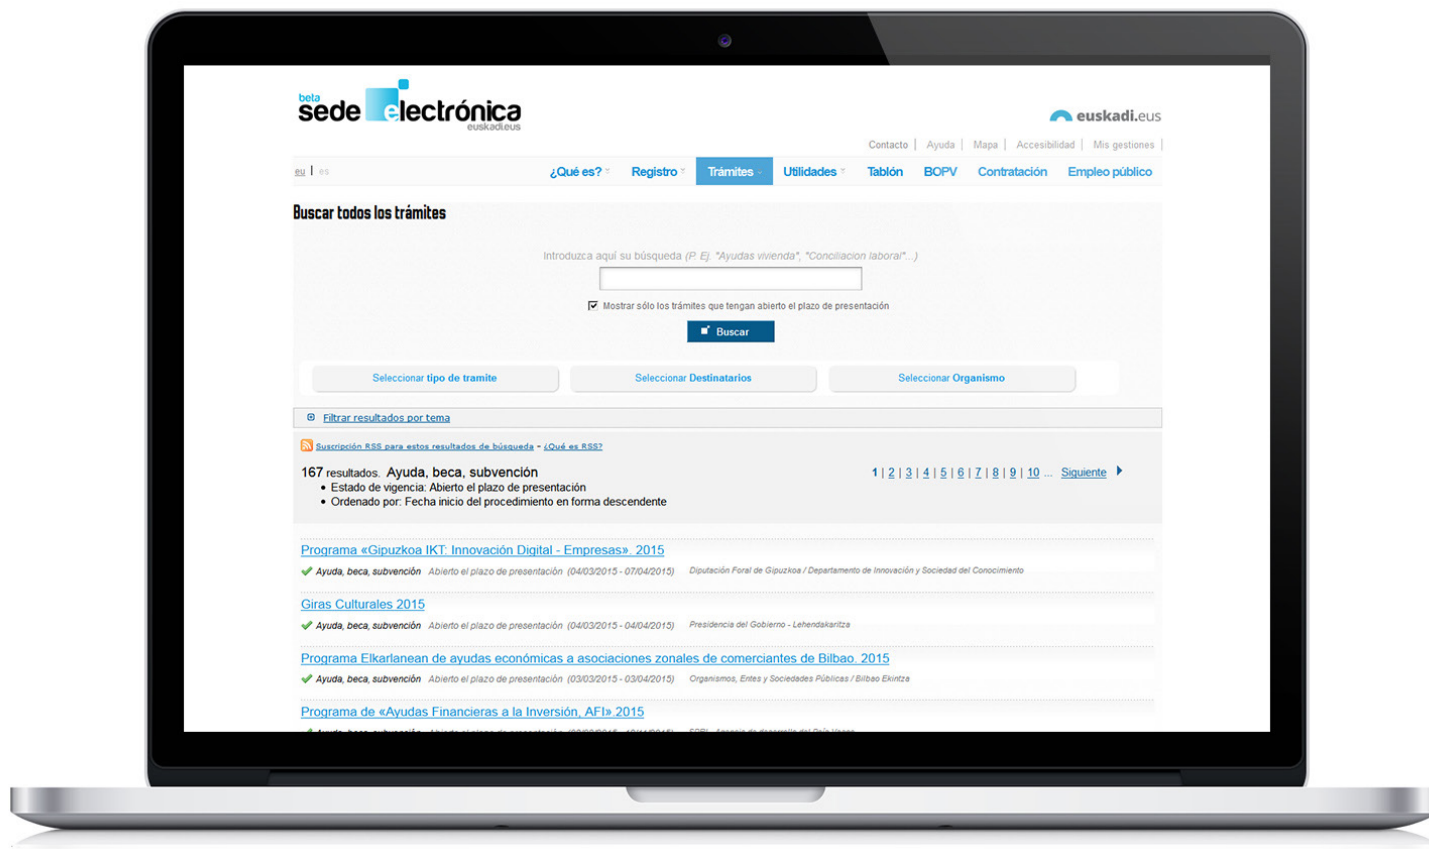 beta
sede electrónica
euskadi.eus
euskadi.eus
Contacto | Ayuda | Mapa | Accesibilidad | Mis gestiones |
eu | es
¿Qué es? Registro Trámites Utilidades Tablón BOPV Contratación Empleo público
Buscar todos los trámites
Introduzca aquí su búsqueda (P. Ej. "Ayudas vivienda", "Conciliacion laboral"...)
Mostrar sólo los trámites que tengan abierto el plazo de presentación
Buscar
Seleccionar tipo de tramite Seleccionar Destinatarios Seleccionar Organismo
Filtrar resultados por tema
Suscripción RSS para estos resultados de búsqueda - ¿Qué es RSS?
167 resultados. Ayuda, beca, subvención 1 | 2 | 3 | 4 | 5 | 6 | 7 | 8 | 9 | 10 ... Siguiente
• Estado de vigencia: Abierto el plazo de presentación
• Ordenado por: Fecha inicio del procedimiento en forma descendente
Programa «Gipuzkoa IKT: Innovación Digital - Empresas». 2015
Ayuda, beca, subvención Abierto el plazo de presentación (04/03/2015 - 07/04/2015) Diputación Foral de Gipuzkoa / Departamento de Innovación y Sociedad del Conocimiento
Giras Culturales 2015
Ayuda, beca, subvención Abierto el plazo de presentación (04/03/2015 - 04/04/2015) Presidencia del Gobierno - Lehendakaritza
Programa Elkarlanean de ayudas económicas a asociaciones zonales de comerciantes de Bilbao. 2015
Ayuda, beca, subvención Abierto el plazo de presentación (03/03/2015 - 03/04/2015) Organismos, Entes y Sociedades Públicas / Bilbao Ekintza
Programa de «Ayudas Financieras a la Inversión, AFI».2015